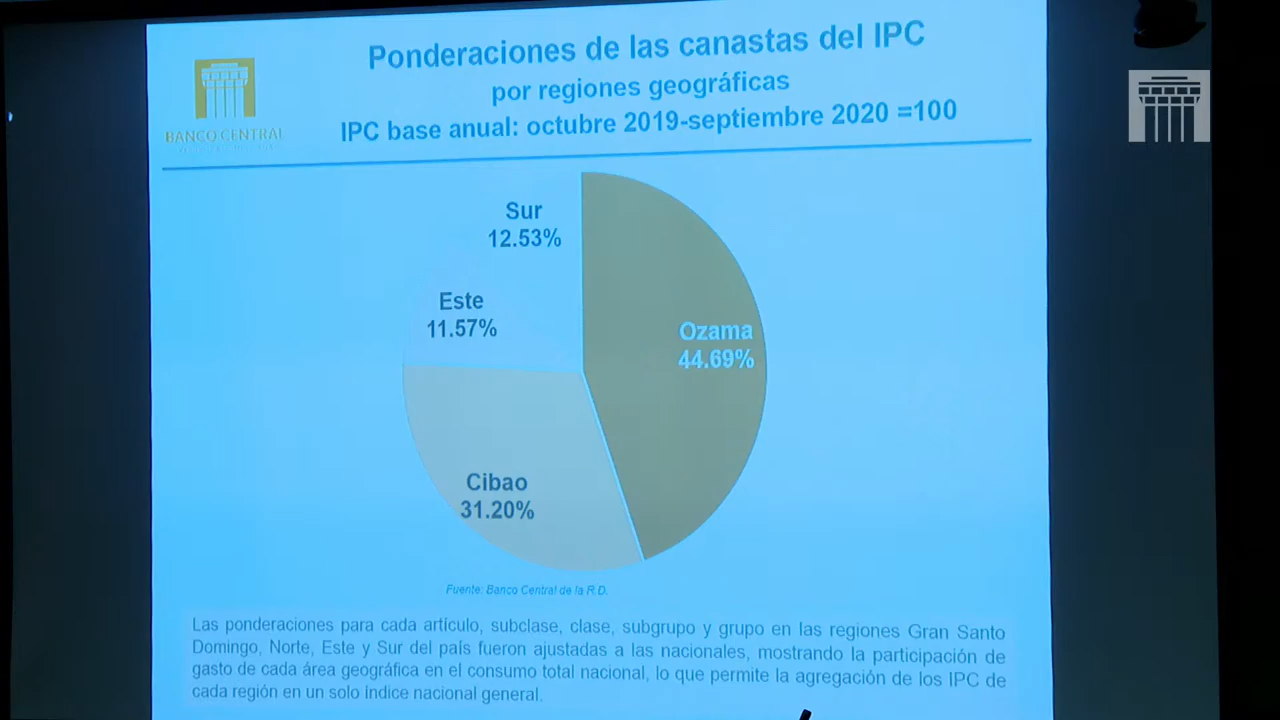 Ponderaciones de las canastas del IPC
por regiones geográficas
IPC base anual: octubre 2019-septiembre 2020 =100
BANCO CENTRAL
Sur
12.53%
Este
11.57%
Ozama
44.69%
Cibao
31.20%
Fuente: Banco Central de la R.D.
Las ponderaciones para cada artículo, subclase, clase, subgrupo y grupo en las regiones Gran Santo
Domingo, Norte, Este y Sur del país fueron ajustadas a las nacionales, mostrando la participación de
gasto de cada área geográfica en el consumo total nacional, lo que permite la agregación de los IPC de
cada región en un solo índice nacional general.